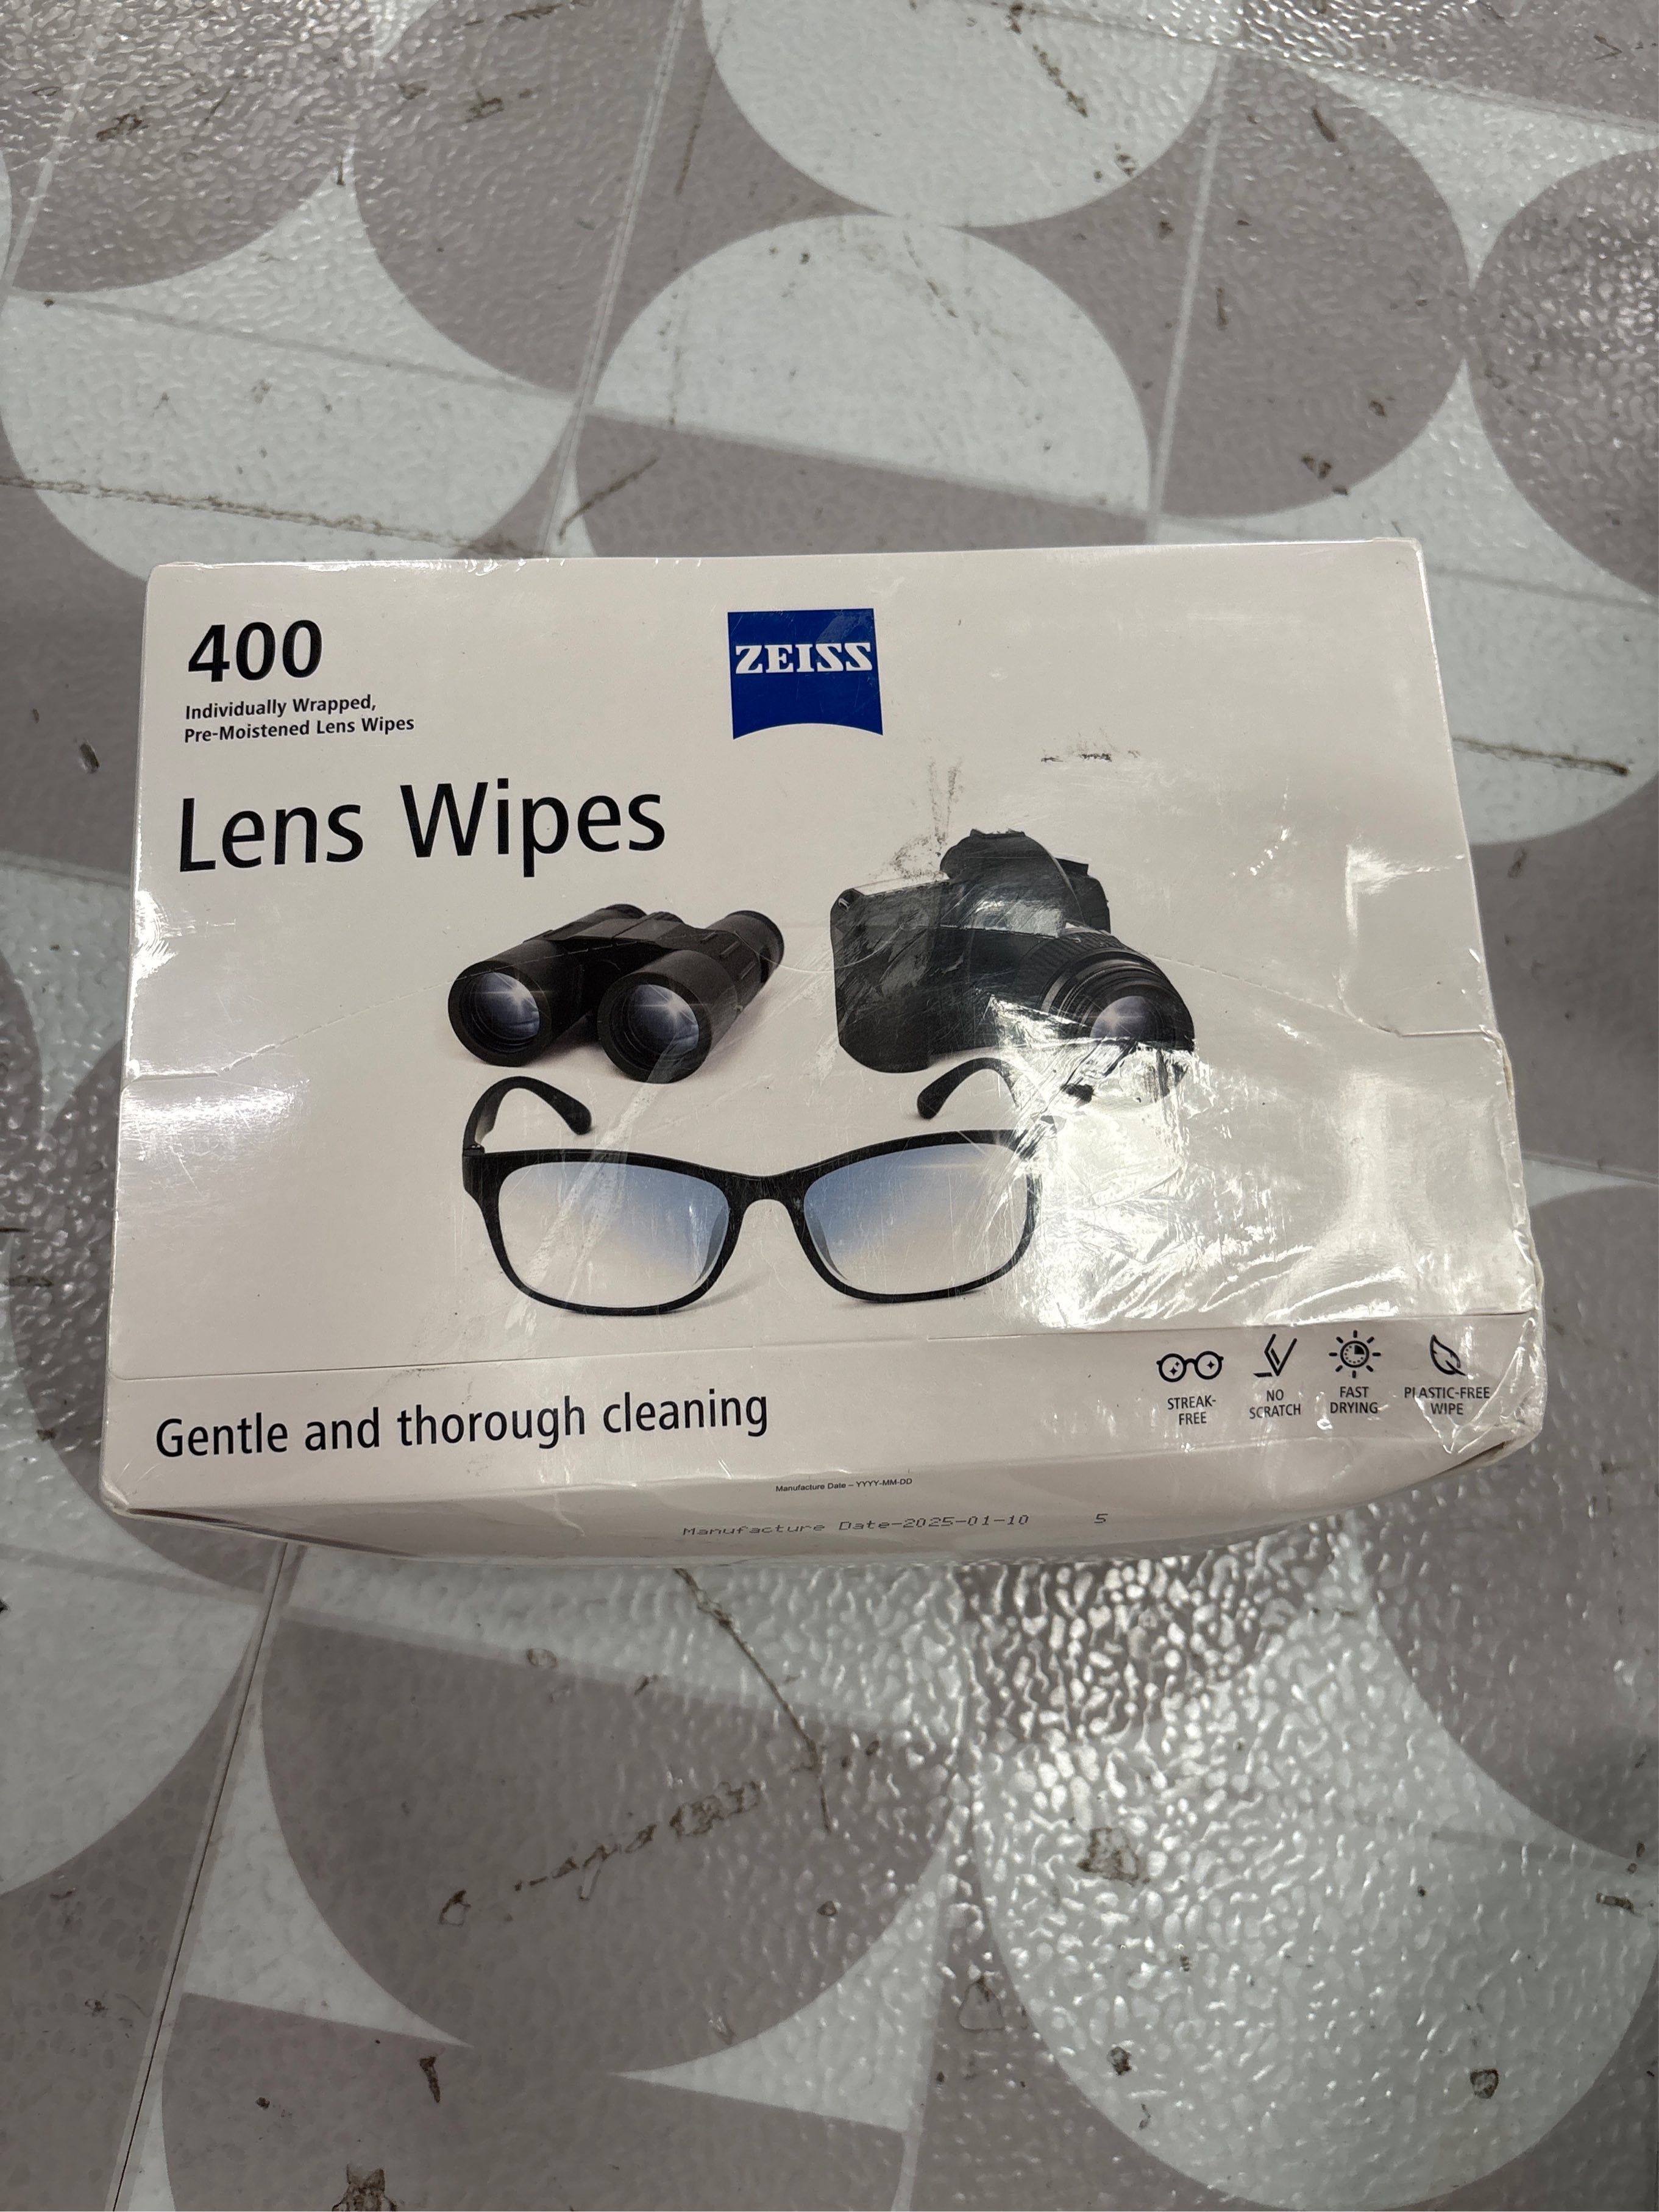 400
Individually Wrapped,
Pre-Moistened Lens Wipes
ZEISS
Lens Wipes
Gentle and thorough cleaning
STREAK-
FREE
NO
SCRATCH
FAST
DRYING
PLASTIC-FREE
WIPE
Manufacture Date – YYYY-MM-DD
Manufacture Date-2025-01-10 5